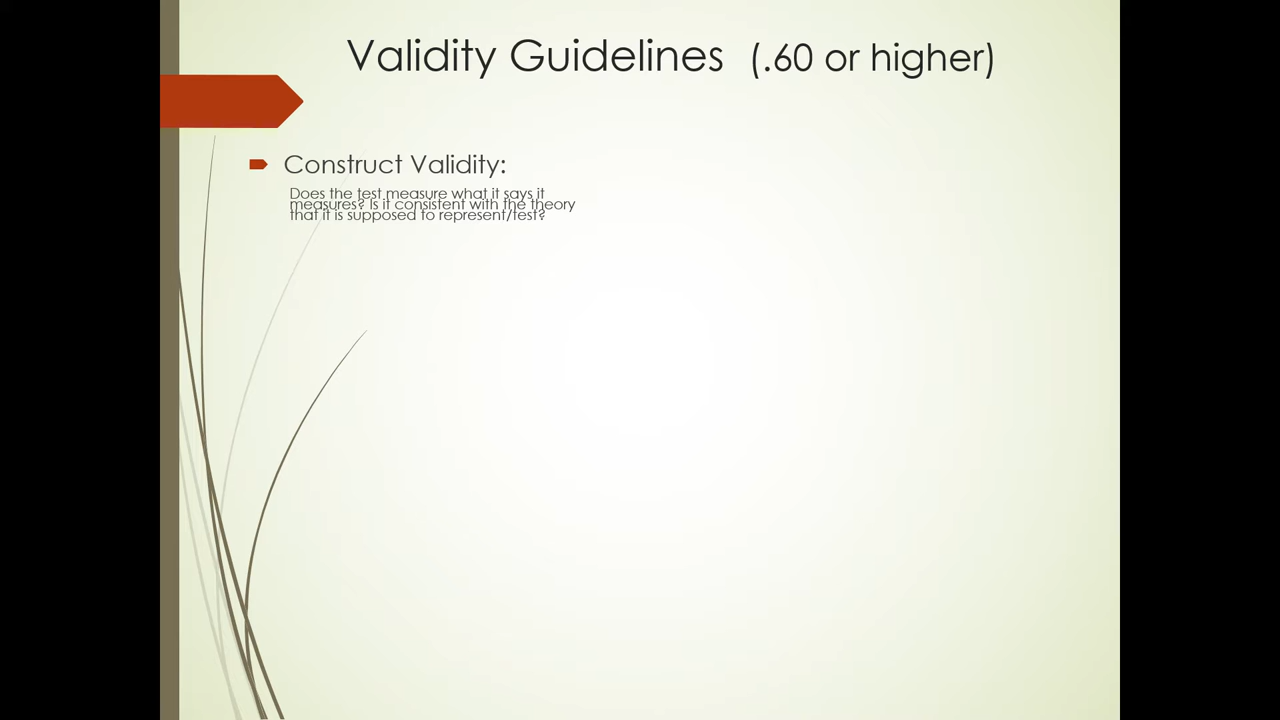 Validity Guidelines (.60 or higher)
Construct Validity:
Does the test measure what it says it
measures? Is it consistent with the theory
that it is supposed to represent/test?